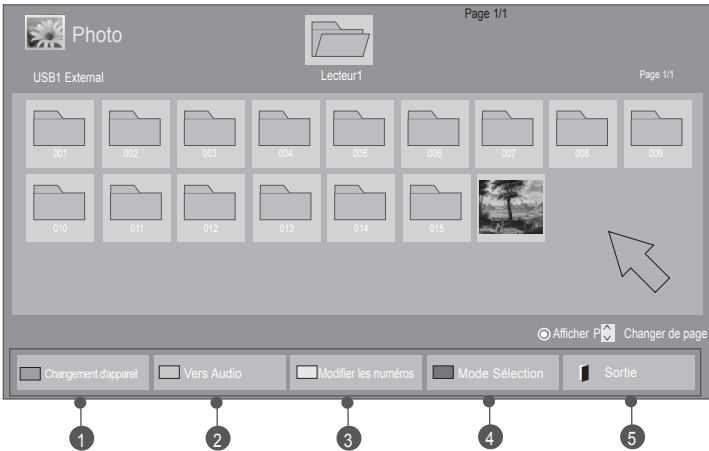 Page 1/1
Photo
Lecteur1
USB1 External
Page 1/1
001 002 003 004 005 006 007 008 009
010 011 012 013 014 015
Afficher P Changer de page
Changement d'appareil Vers Audio Modifier les numéros Mode Sélection Sortie
1 2 3 4 5